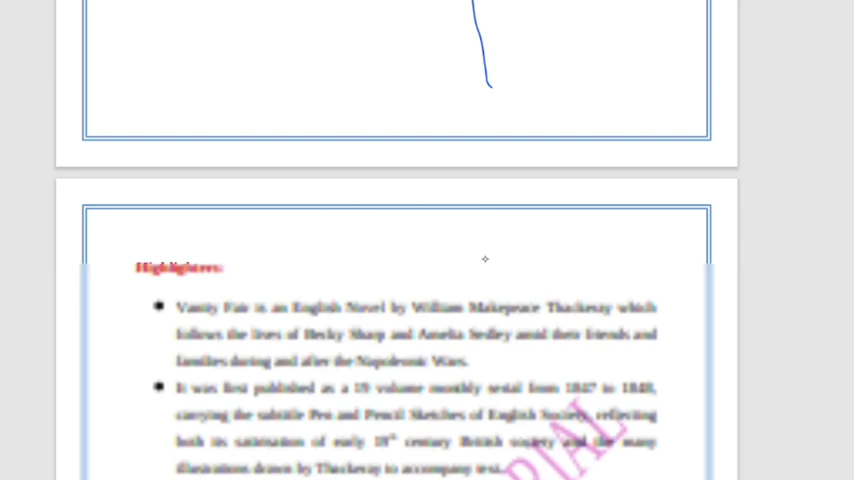 Highlighters:
Vanity Fair is an English Novel by William Makepeace Thackeray which
follows the lives of Becky Sharp and Amelia Sedley amid their friends and
families during and after the Napoleonic Wars.
It was first published as a 19 volume monthly serial from 1847 to 1848,
carrying the subtitle Pen and Pencil Sketches of English Society, reflecting
both its satirisation of early 19th century British society and the many
illustrations drawn by Thackeray to accompany text.
RIAL